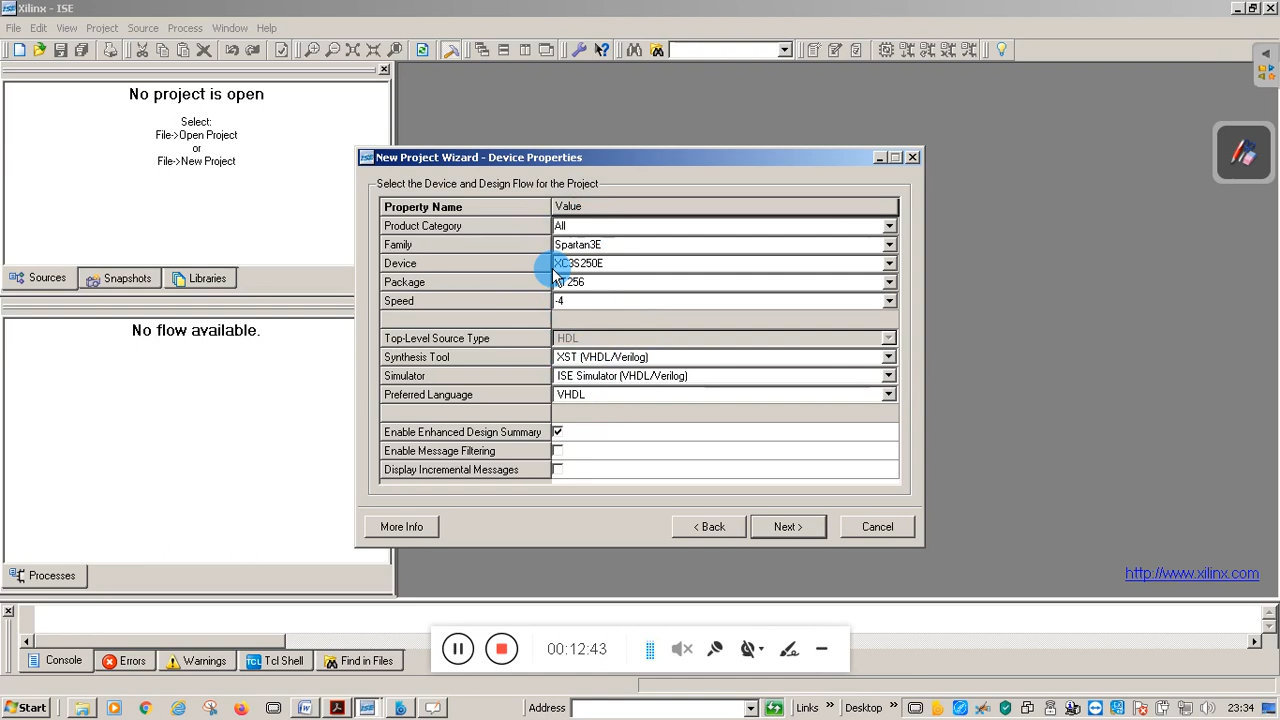 Xilinx - ISE
File Edit View Project Source Process Window Help
No project is open
Select:
File->Open Project
or
File->New Project
Sources Snapshots Libraries
No flow available.
Processes
New Project Wizard - Device Properties
Select the Device and Design Flow for the Project
Property Name Value
Product Category All
Family Spartan3E
Device XC3S250E
Package 256
Speed -4
Top-Level Source Type HDL
Synthesis Tool XST (VHDL/Verilog)
Simulator ISE Simulator (VHDL/Verilog)
Preferred Language VHDL
Enable Enhanced Design Summary
Enable Message Filtering
Display Incremental Messages
More Info < Back Next > Cancel
http://www.xilinx.com
Console Errors Warnings Tcl Shell Find in Files
00:12:43
Start Address Links » Desktop » 23:34